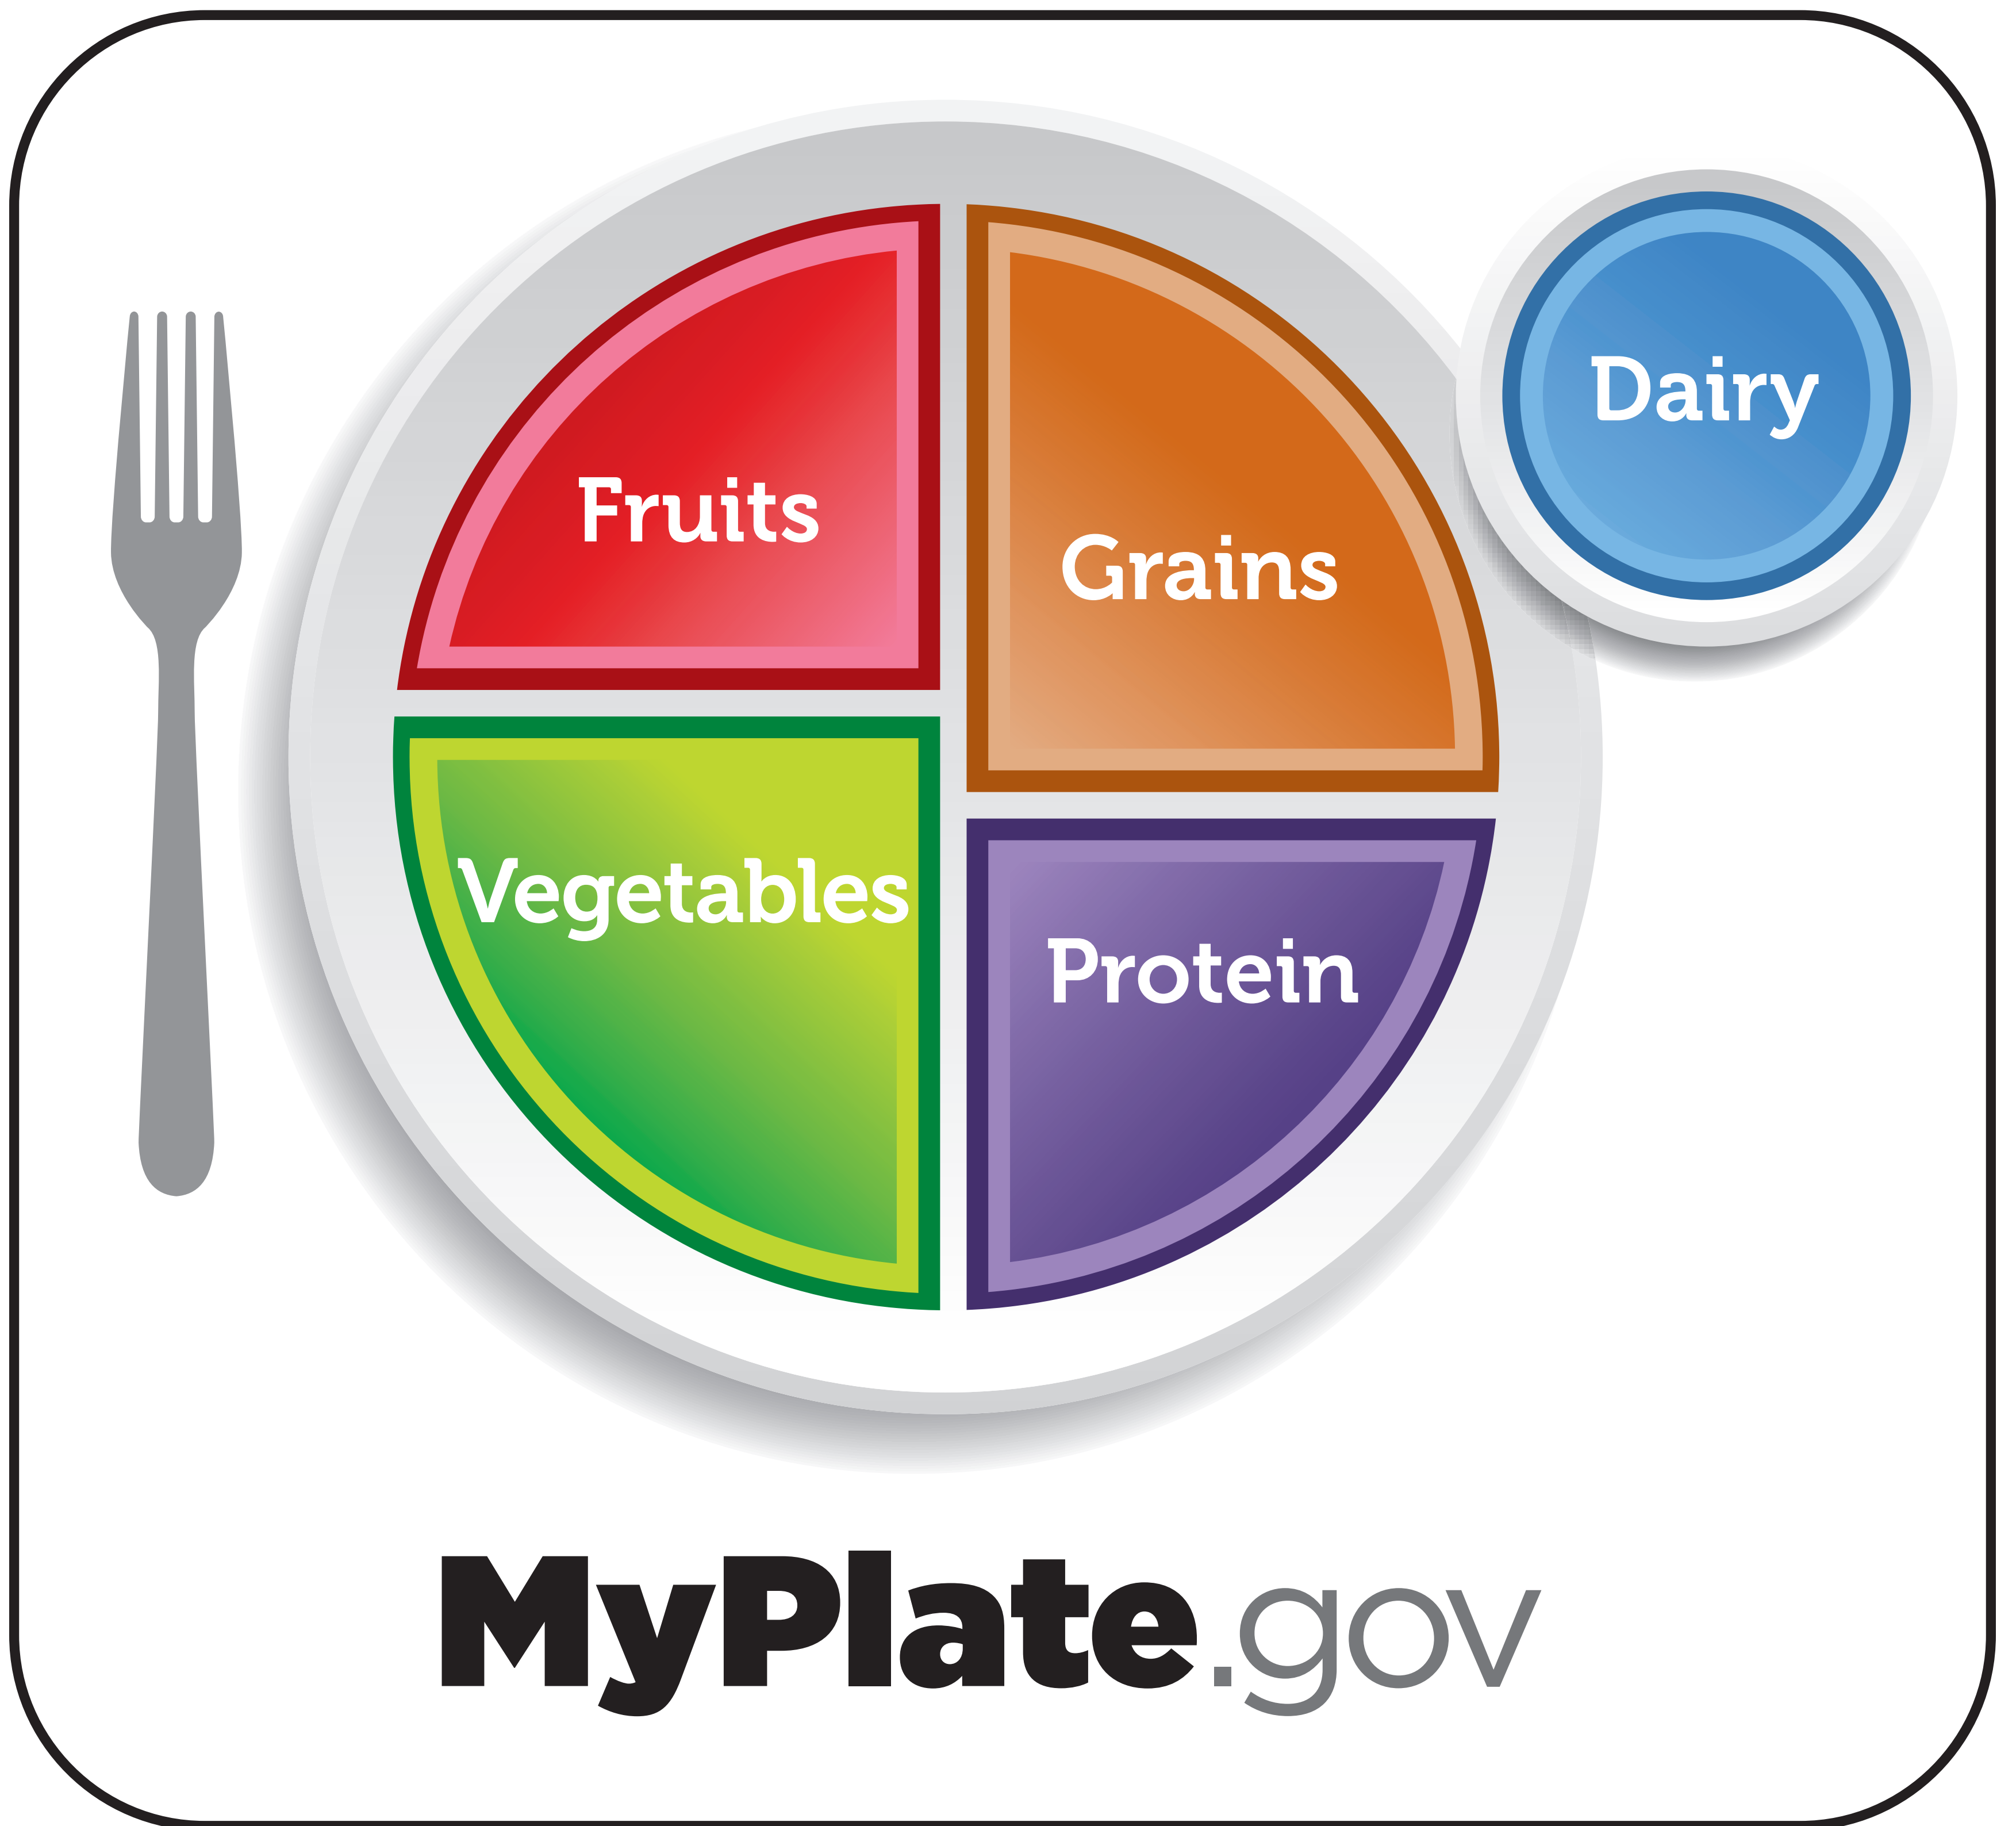 Fruits
Grains
Dairy
Vegetables
Protein
MyPlate.gov